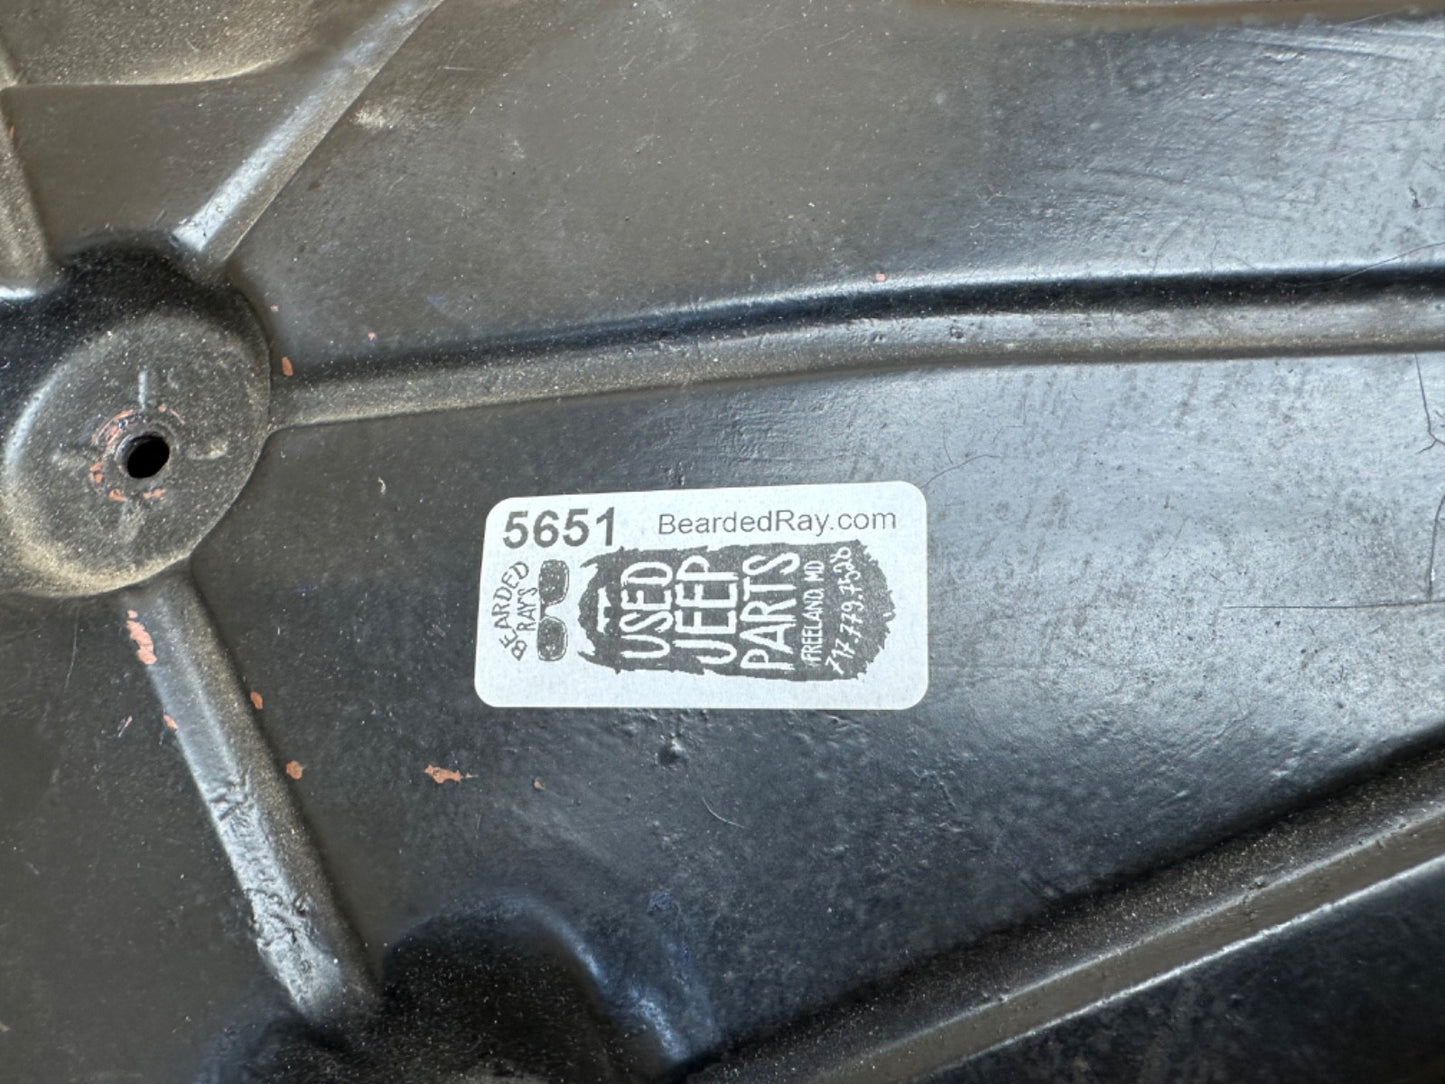 5651 BeardedRay.com
BEARDED
RAY'S
USED
JEEP
PARTS
FREELAND, MD
717.779.7528